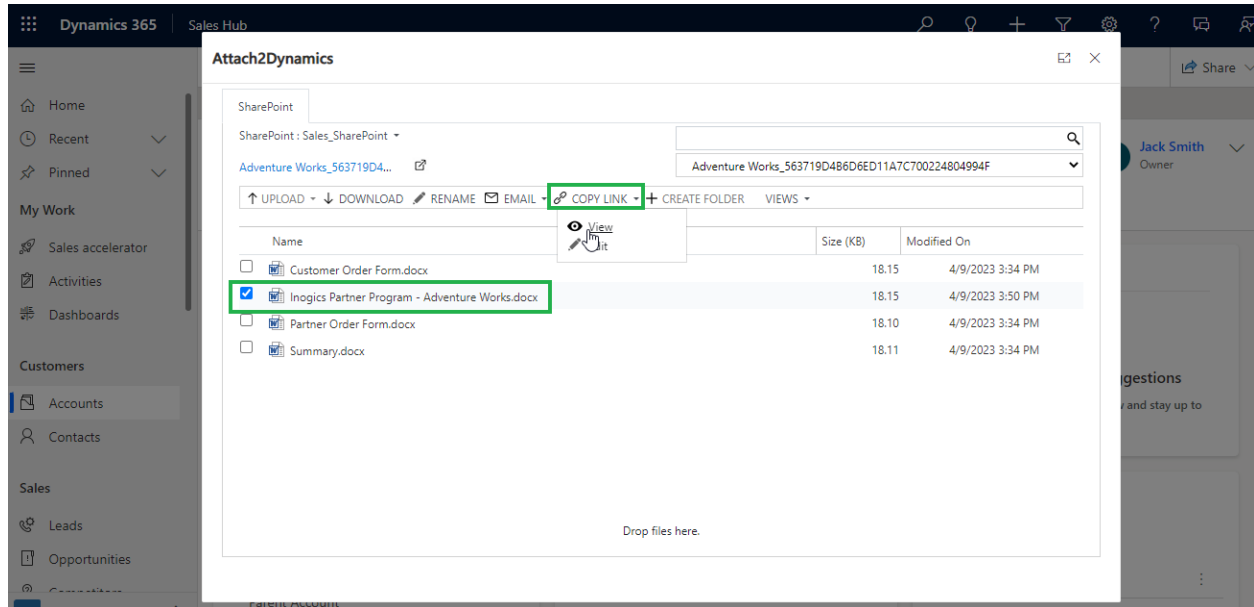 Dynamics 365 Sales Hub
Attach2Dynamics
Share
Home
Recent
Pinned
My Work
Sales accelerator
Activities
Dashboards
Customers
Accounts
Contacts
Sales
Leads
Opportunities
SharePoint
SharePoint : Sales_SharePoint
Adventure Works_563719D4...
Adventure Works_563719D4B6D6ED11A7C700224804994F
UPLOAD DOWNLOAD RENAME EMAIL COPY LINK CREATE FOLDER VIEWS
View
Name Size (KB) Modified On
Customer Order Form.docx 18.15 4/9/2023 3:34 PM
Inogics Partner Program - Adventure Works.docx 18.15 4/9/2023 3:50 PM
Partner Order Form.docx 18.10 4/9/2023 3:34 PM
Summary.docx 18.11 4/9/2023 3:34 PM
Drop files here.
Jack Smith
Owner
and stay up to
Parent Account